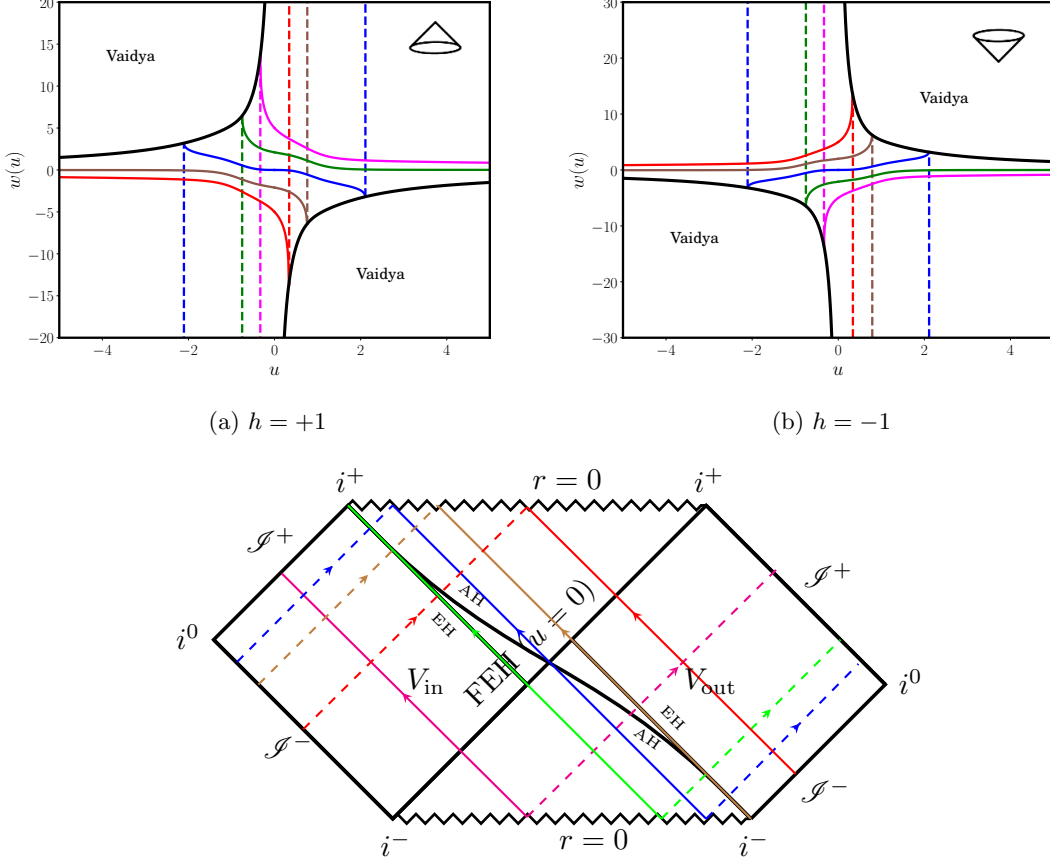 20
15
10
5
0
−5
−10
−15
−20
w(u)
Vaidya
Vaidya
−4
−2
0
2
4
u
(a) h = +1
30
20
10
0
−10
−20
−30
w(u)
Vaidya
Vaidya
−4
−2
0
2
4
u
(b) h = −1
i⁺
r = 0
i⁺
ℐ⁺
ℐ⁺
AH
EH
FEH (u = 0)
i⁰
V_in
V_out
i⁰
EH
AH
ℐ⁻
ℐ⁻
i⁻
r = 0
i⁻